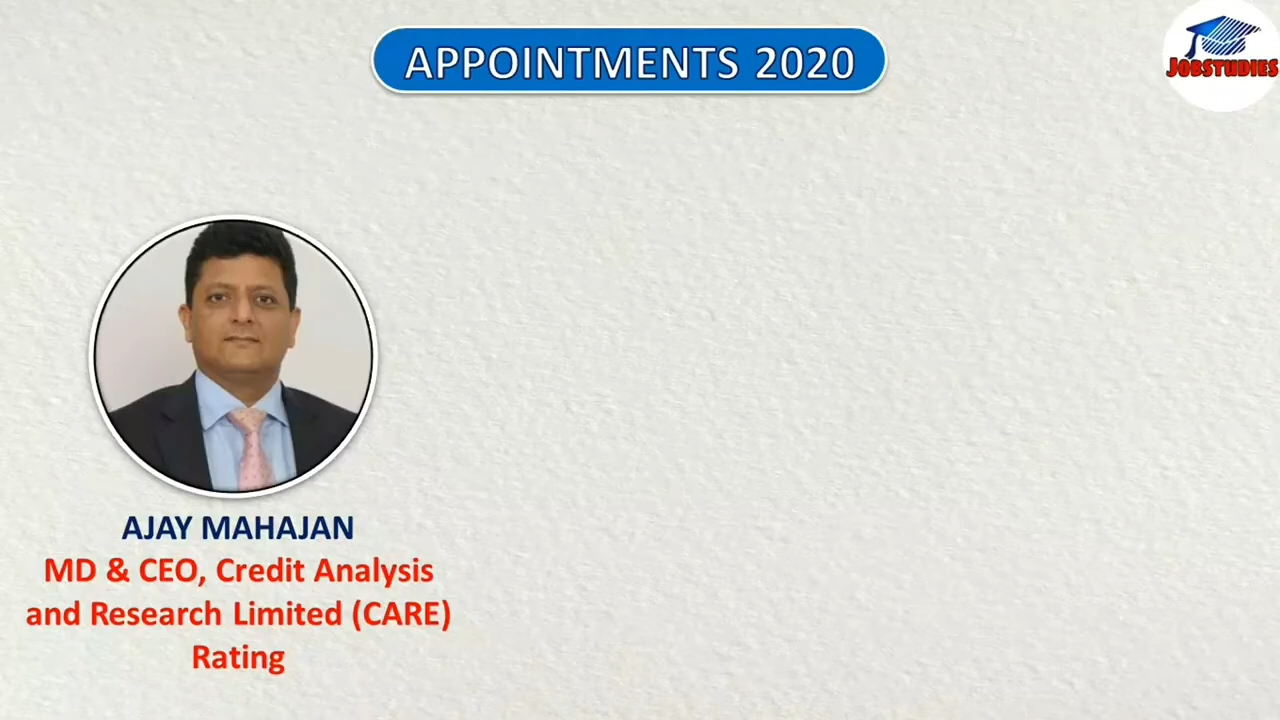 APPOINTMENTS 2020
JOBSTUDIES
AJAY MAHAJAN
MD & CEO, Credit Analysis
and Research Limited (CARE)
Rating